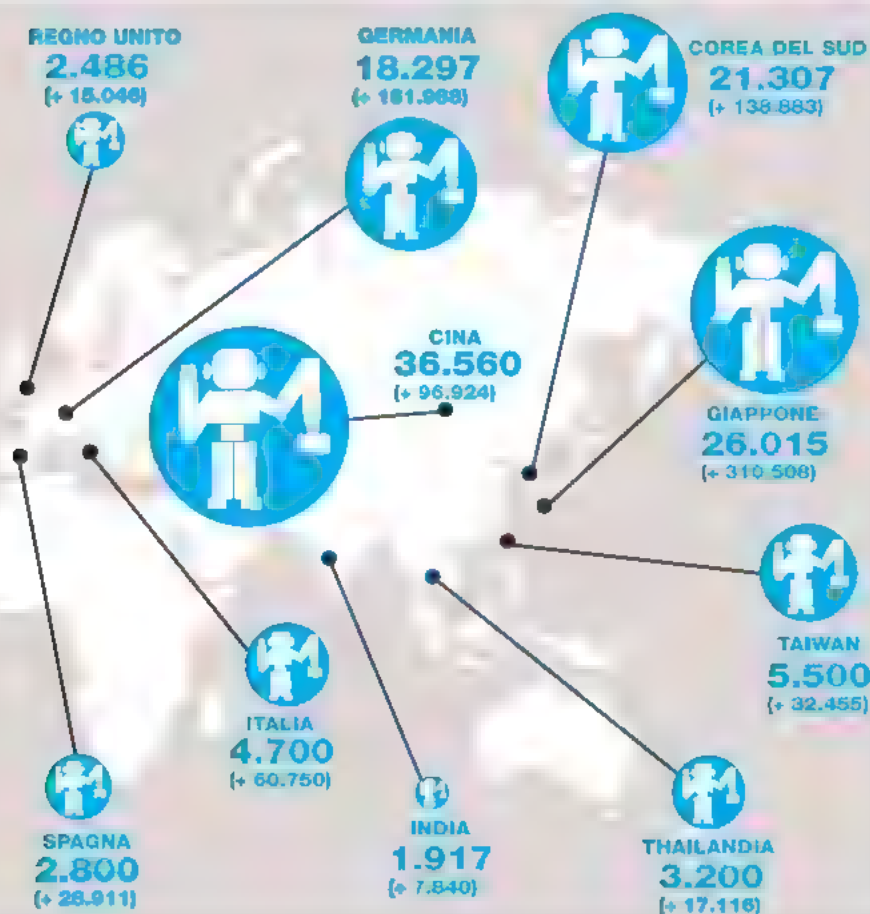 REGNO UNITO
2.486
(+ 15.046)
GERMANIA
18.297
(+ 161.988)
COREA DEL SUD
21.307
(+ 138.883)
CINA
36.560
(+ 96.924)
GIAPPONE
26.015
(+ 310.508)
TAIWAN
5.500
(+ 32.455)
ITALIA
4.700
(+ 60.750)
SPAGNA
2.800
(+ 28.911)
INDIA
1.917
(+ 7.840)
THAILANDIA
3.200
(+ 17.116)